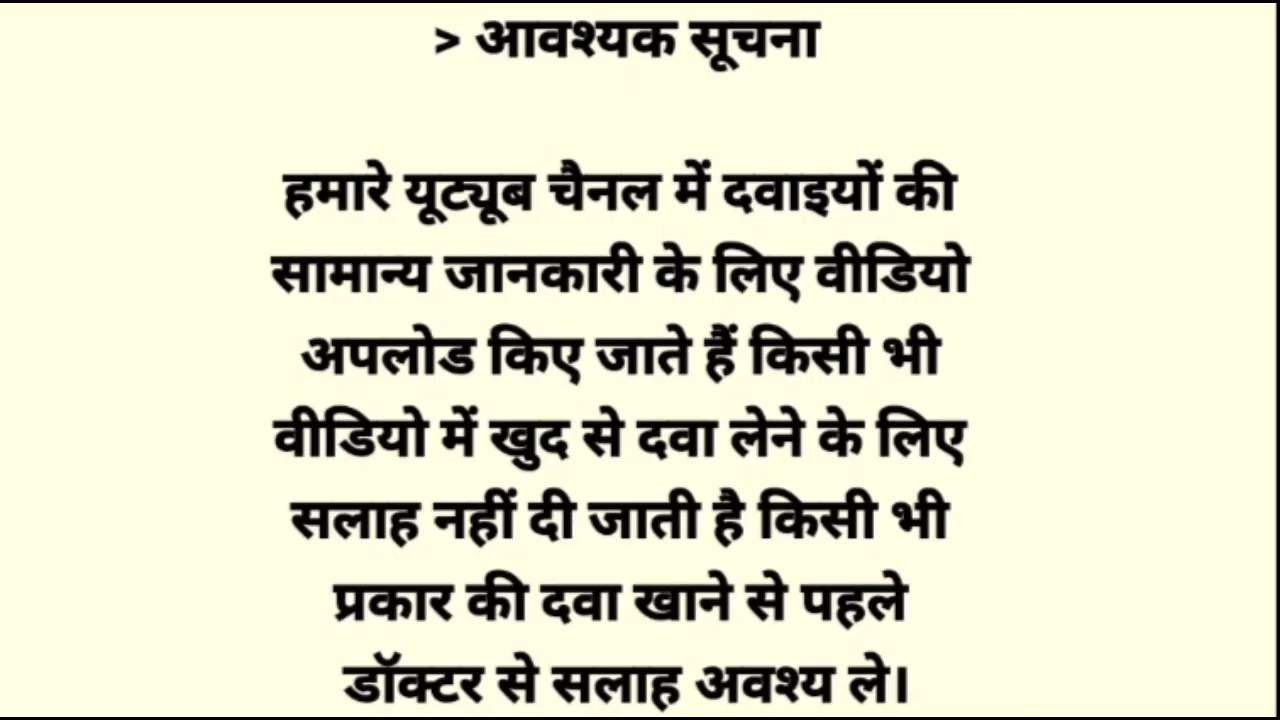 > आवश्यक सूचना
हमारे यूट्यूब चैनल में दवाइयों की
सामान्य जानकारी के लिए वीडियो
अपलोड किए जाते हैं किसी भी
वीडियो में खुद से दवा लेने के लिए
सलाह नहीं दी जाती है किसी भी
प्रकार की दवा खाने से पहले
डॉक्टर से सलाह अवश्य ले।